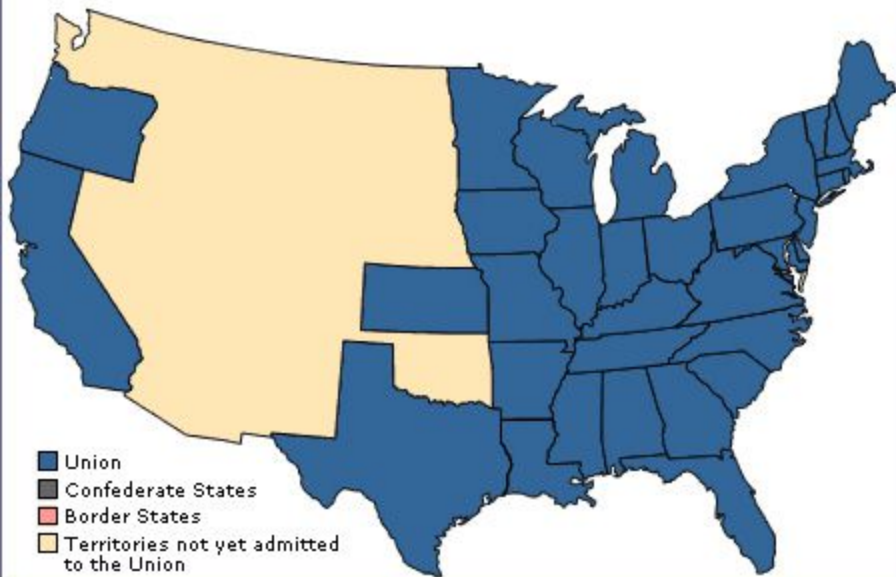 Union
Confederate States
Border States
Territories not yet admitted
to the Union